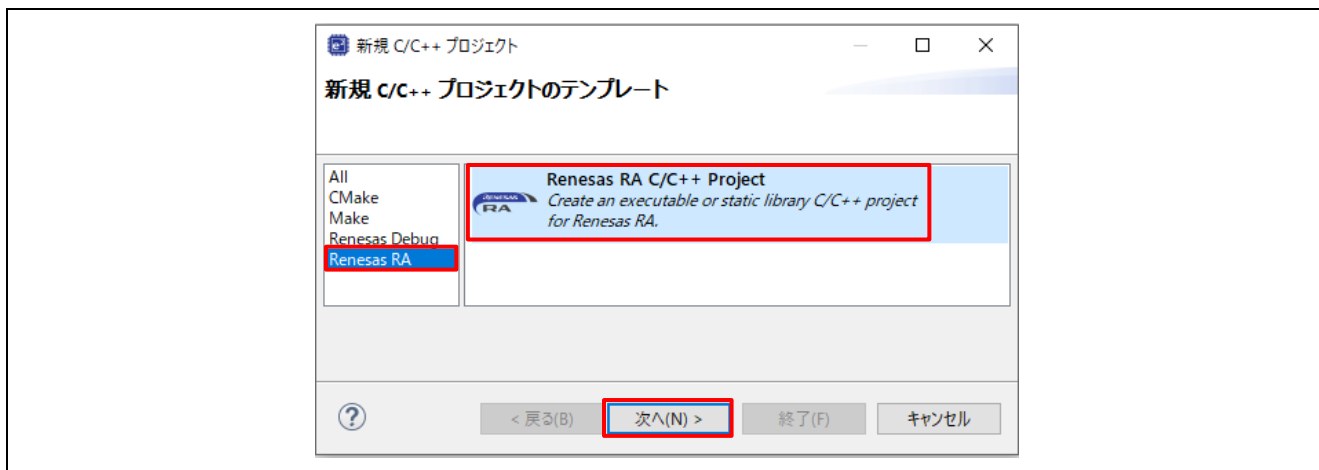 新規 C/C++ プロジェクト
新規 C/C++ プロジェクトのテンプレート
All
CMake
Make
Renesas Debug
Renesas RA
RENESAS
RA
Renesas RA C/C++ Project
Create an executable or static library C/C++ project
for Renesas RA.
< 戻る(B)
次へ(N) >
終了(F)
キャンセル